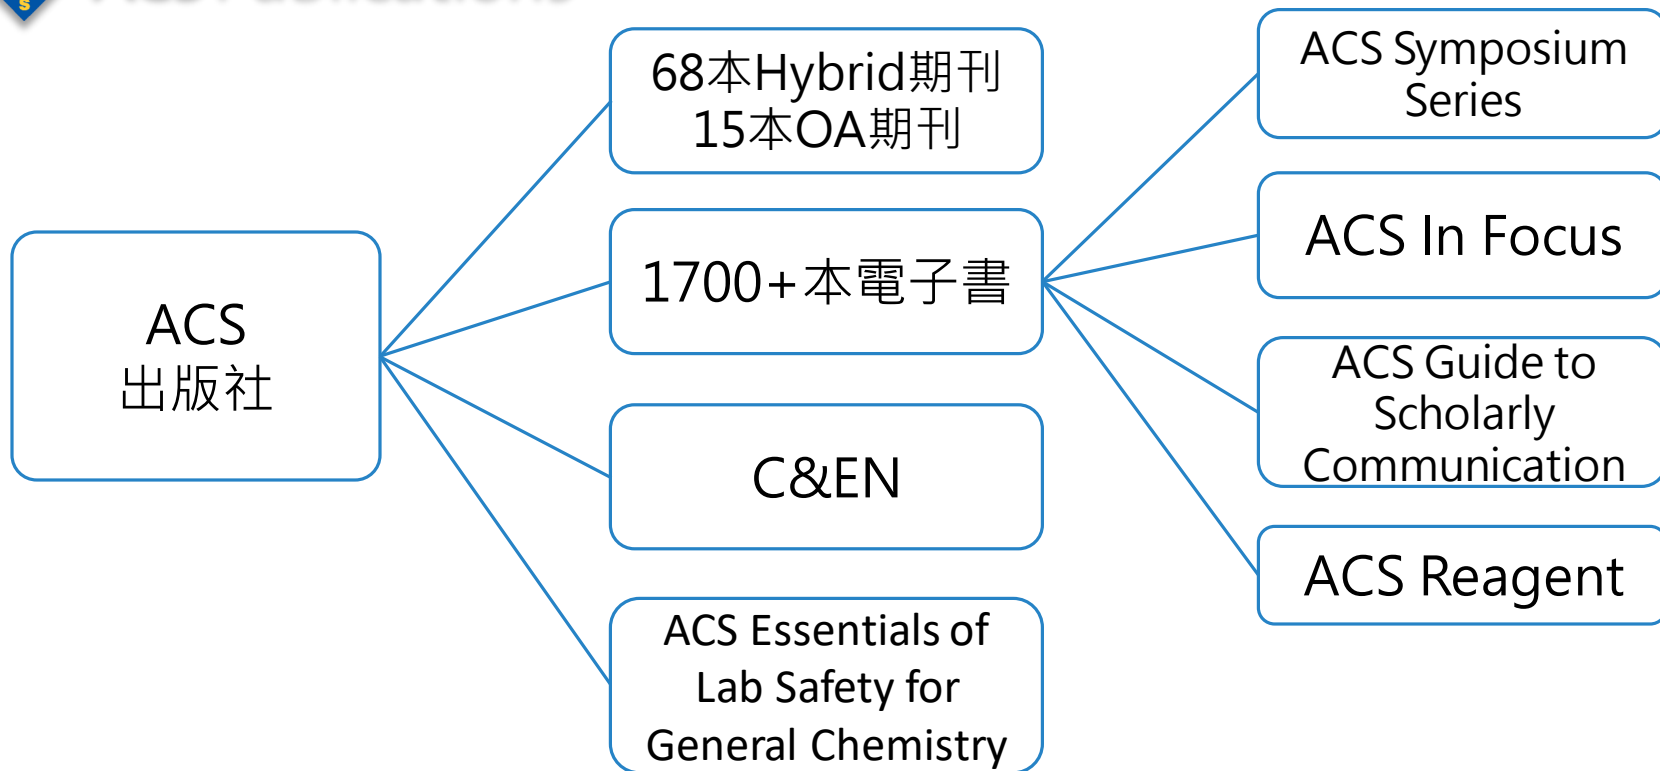 ACS
出版社
68本Hybrid期刊
15本OA期刊
1700+本電子書
C&EN
ACS Essentials of
Lab Safety for
General Chemistry
ACS Symposium
Series
ACS In Focus
ACS Guide to
Scholarly
Communication
ACS Reagent